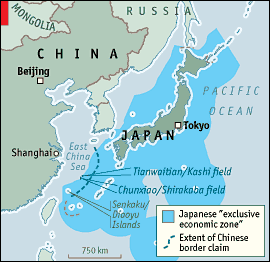 RUSSIA
MONGOLIA
CHINA
Beijing
PACIFIC
OCEAN
JAPAN
Tokyo
Shanghai
East
China
Sea
Tianwaitian/Kashi field
Chunxiao/Shirakaba field
Senkaku/
Diaoyu
Islands
750 km
Japanese "exclusive
economic zone"
Extent of Chinese
border claim